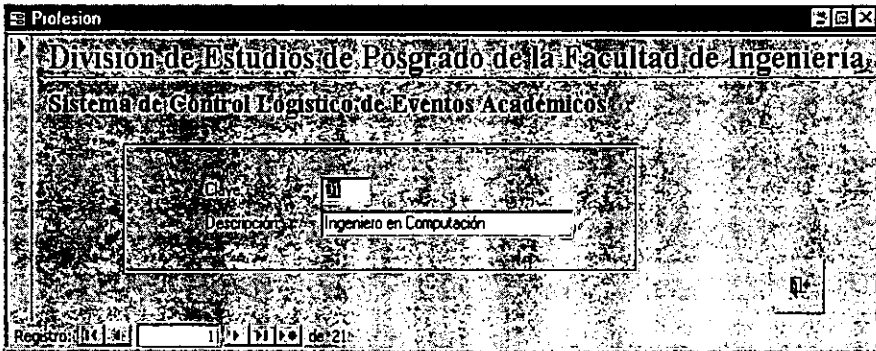 Profesion
División de Estudios de Posgrado de la Facultad de Ingeniería
Sistema de Control Logístico de Eventos Académicos
Clave
Descripción
Ingeniero en Computación
Registro: 1 de 21